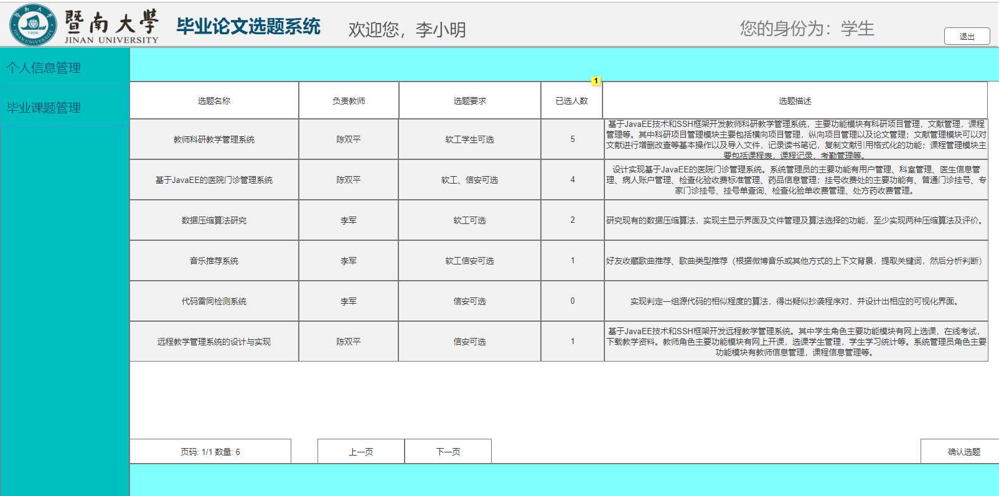 暨南大學
JINAN UNIVERSITY
暨南大学
1906
JINAN UNIVERSITY
毕业论文选题系统
欢迎您，李小明
您的身份为：学生
退出
个人信息管理
毕业课题管理
1
选题名称 负责教师 选题要求 已选人数 选题描述
教师科研教学管理系统 陈双平 软工学生可选 5
基于JavaEE技术和SSH框架开发教师科研教学管理系统，主要功能模块有科研项目管理，文献管理，课程
管理等。其中科研项目管理模块主要包括横向项目管理，纵向项目管理以及论文管理；文献管理模块可以对
文献进行增删改查等基本操作以及导入文件，记录读书笔记，复制文献引用格式化的功能；课程管理模块主
要包括课程表，课程记录，考勤管理等。
基于JavaEE的医院门诊管理系统 陈双平 软工、信安可选 4
设计实现基于JavaEE的医院门诊管理系统。系统管理员的主要功能有用户管理、科室管理、医生信息管
理、病人账户管理、检查化验收费标准管理、药品信息管理；挂号收费处的主要功能有、普通门诊挂号、专
家门诊挂号、挂号单查询、检查化验单收费管理、处方药收费管理。
数据压缩算法研究 李军 软工可选 2 研究现有的数据压缩算法，实现主显示界面及文件管理及算法选择的功能，至少实现两种压缩算法及评价。
音乐推荐系统 李军 软工信安可选 1 好友收藏歌曲推荐、歌曲类型推荐（根据微博音乐或其他方式的上下文背景，提取关键词，然后分析判断）
代码雷同检测系统 李军 信安可选 0 实现判定一组源代码的相似程度的算法，得出疑似抄袭程序对，并设计出相应的可视化界面。
远程教学管理系统的设计与实现 陈双平 信安可选 1
基于JavaEE技术和SSH框架开发远程教学管理系统。其中学生角色主要功能模块有网上选课，在线考试，
下载教学资料。教师角色主要功能模块有网上开课，选课学生管理，学生学习统计等。系统管理员角色主要
功能模块有教师信息管理，课程信息管理等。
页码: 1/1 数量: 6 上一页 下一页 确认选题